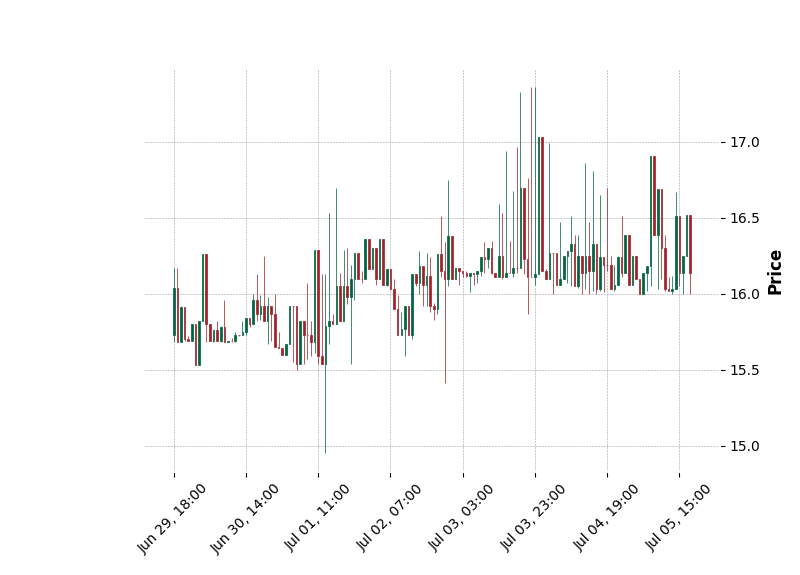 17.0
16.5
16.0
15.5
15.0
Price
Jun 29, 18:00
Jun 30, 14:00
Jul 01, 11:00
Jul 02, 07:00
Jul 03, 03:00
Jul 03, 23:00
Jul 04, 19:00
Jul 05, 15:00